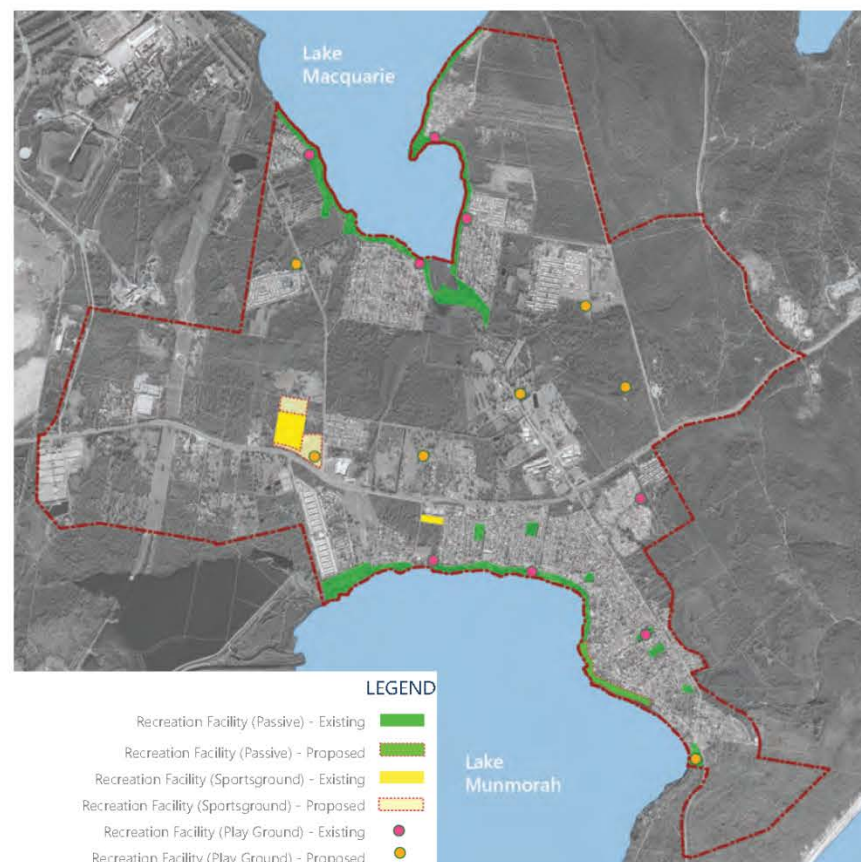 Lake
Macquarie
Lake
Munmorah
LEGEND
Recreation Facility (Passive) - Existing
Recreation Facility (Passive) - Proposed
Recreation Facility (Sportsground) - Existing
Recreation Facility (Sportsground) - Proposed
Recreation Facility (Play Ground) - Existing
Recreation Facility (Play Ground) - Proposed